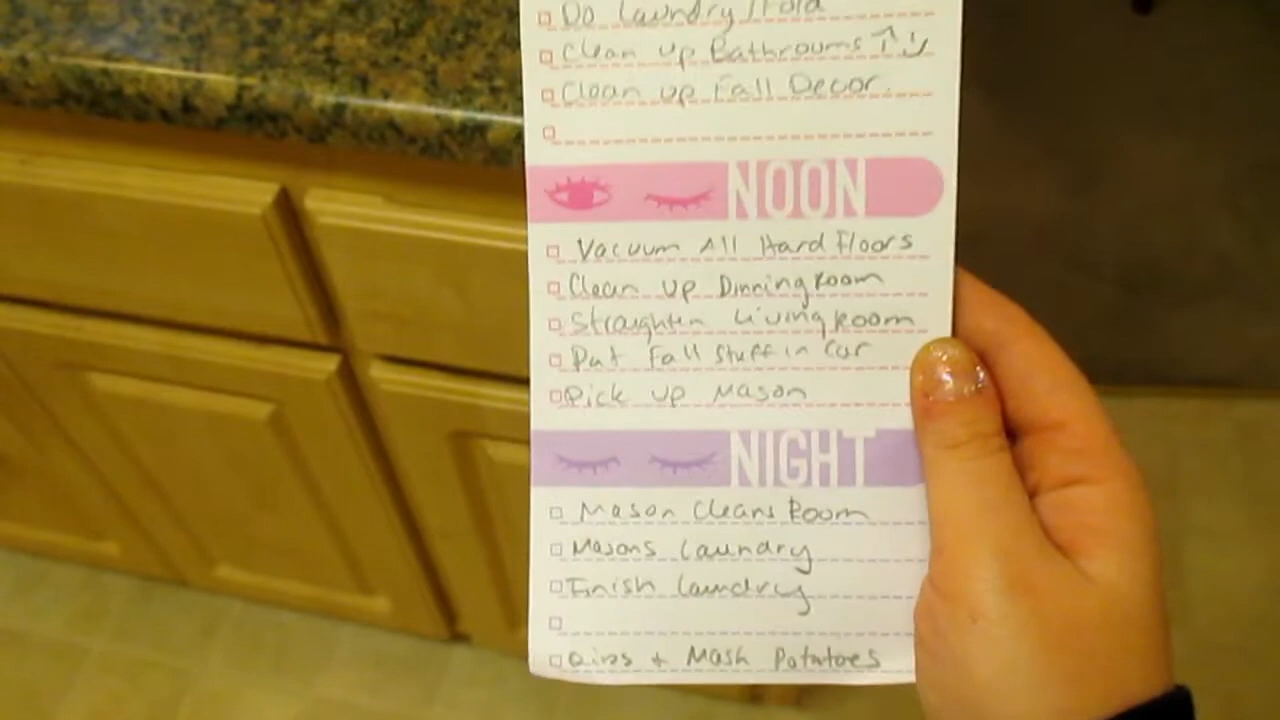 Do Laundry/Fold
Clean up Bathrooms ↑↓
Clean up Fall Decor.
NOON
Vacuum All Hard Floors
Clean up Dinning Room
Straighten Living Room
Put Fall Stuff in Car
Pick up Mason
NIGHT
Mason Cleans Room
Masons Laundry
Finish Laundry
+ Mash Potatoes